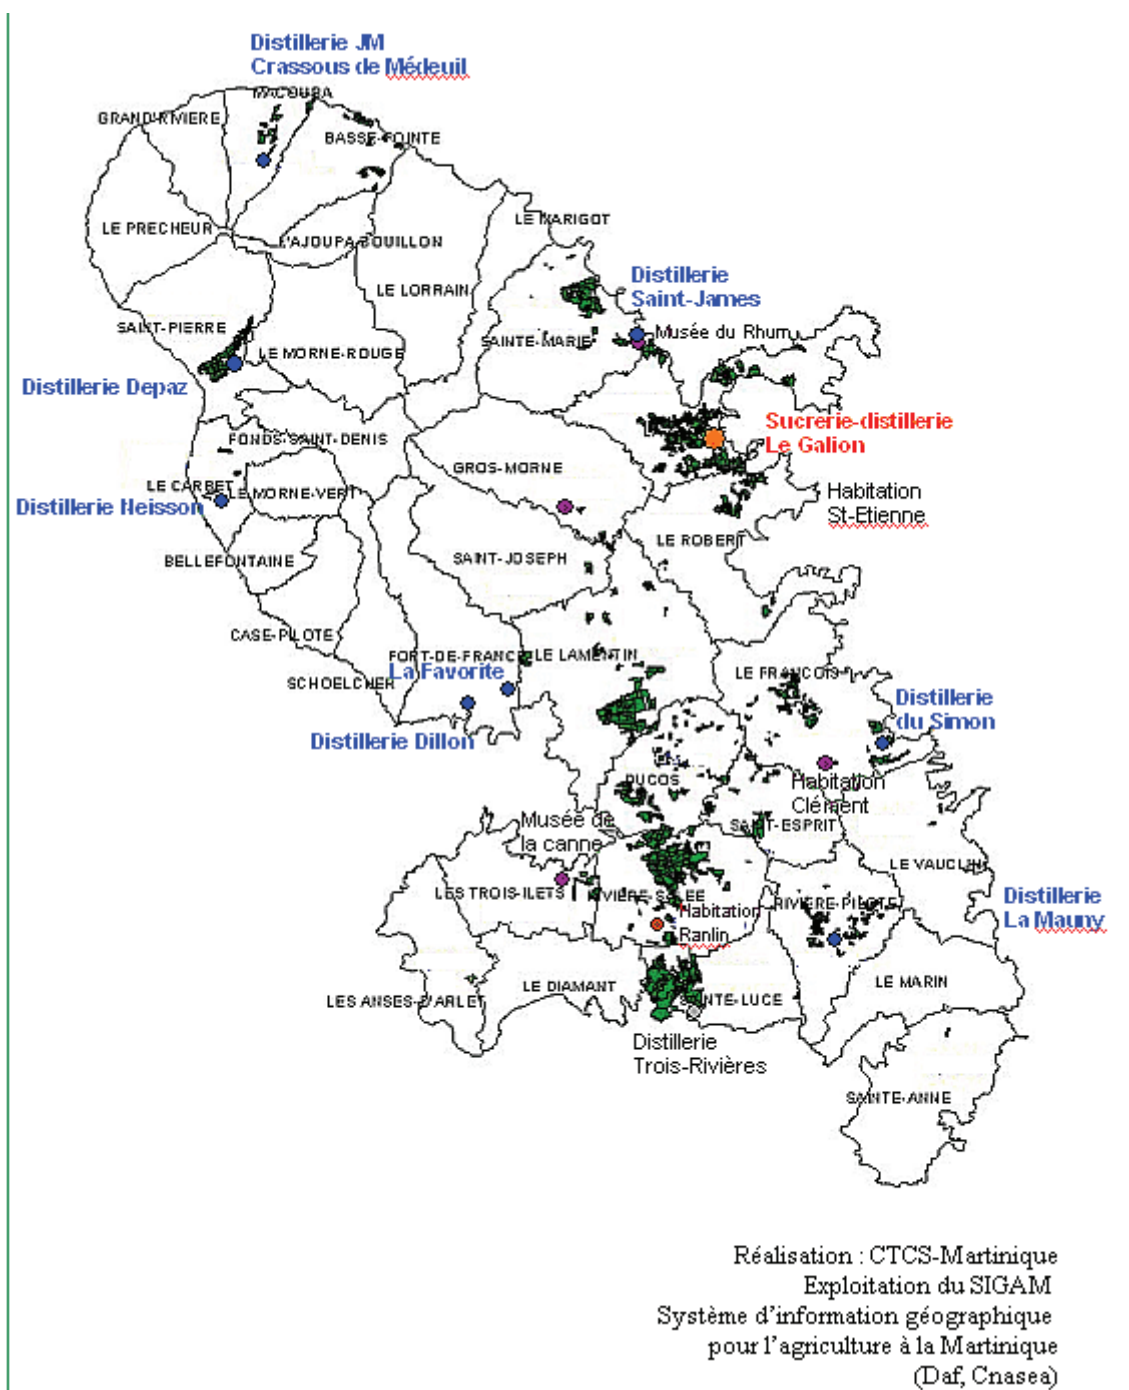 Distillerie JM
Crassous de Médeuil
MACOUBA
GRAND'RIVIERE
BASSE-POINTE
LE PRECHEUR
L'AJOUPA-BOUILLON
LE MARIGOT
LE LORRAIN
Distillerie
Saint-James
SAINT-PIERRE
SAINTE-MARIE
Musée du Rhum
LE MORNE-ROUGE
Distillerie Depaz
Sucrerie-distillerie
Le Galion
FONDS-SAINT-DENIS
GROS-MORNE
LE CARBET
LE MORNE-VERT
Distillerie Neisson
Habitation
St-Etienne
LE ROBERT
BELLEFONTAINE
SAINT-JOSEPH
CASE-PILOTE
FORT-DE-FRANCE
LE LAMENTIN
La Favorite
SCHOELCHER
LE FRANCOIS
Distillerie
du Simon
Distillerie Dillon
DUCOS
Habitation
Clément
Musée de
la canne
SAINT-ESPRIT
LE VAUCLIN
LES TROIS-ILETS
RIVIERE-SALEE
RIVIERE-PILOTE
Distillerie
La Mauny
Habitation
Ranlin
LE DIAMANT
LE MARIN
LES ANSES-D'ARLET
SAINTE-LUCE
Distillerie
Trois-Rivières
SAINTE-ANNE
Réalisation : CTCS-Martinique
Exploitation du SIGAM
Système d'information géographique
pour l'agriculture à la Martinique
(Daf, Cnasea)